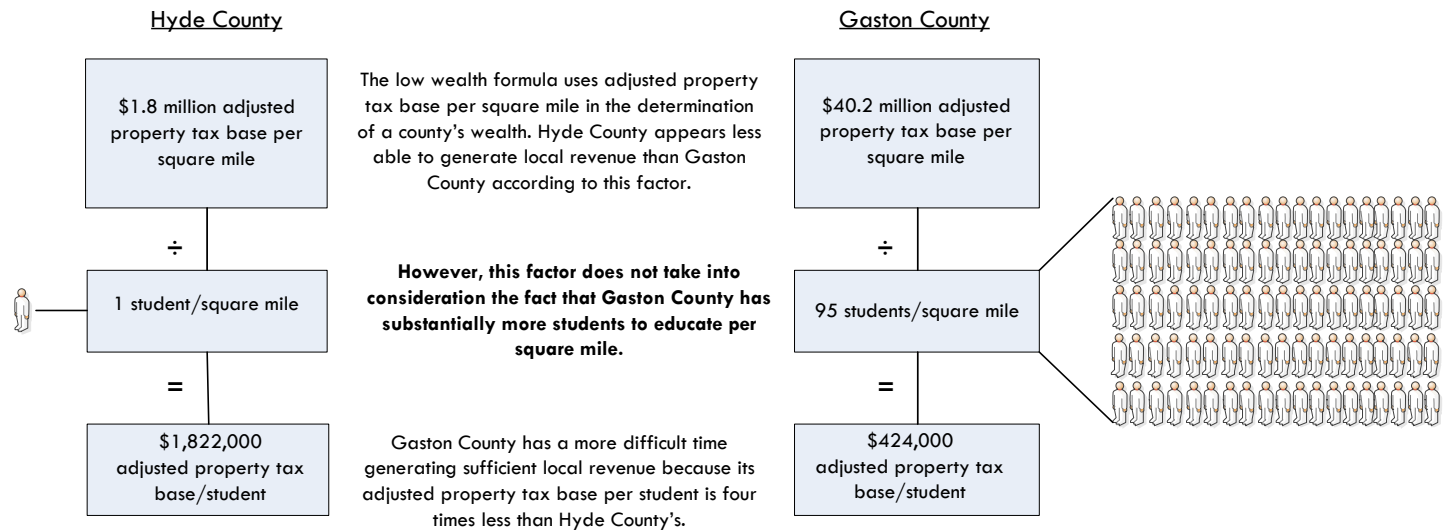 Hyde County
$1.8 million adjusted
property tax base per
square mile
÷
1 student/square mile
=
$1,822,000
adjusted property tax
base/student
The low wealth formula uses adjusted property
tax base per square mile in the determination
of a county's wealth. Hyde County appears less
able to generate local revenue than Gaston
County according to this factor.
However, this factor does not take into
consideration the fact that Gaston County has
substantially more students to educate per
square mile.
Gaston County has a more difficult time
generating sufficient local revenue because its
adjusted property tax base per student is four
times less than Hyde County's.
Gaston County
$40.2 million adjusted
property tax base per
square mile
÷
95 students/square mile
=
$424,000
adjusted property tax
base/student